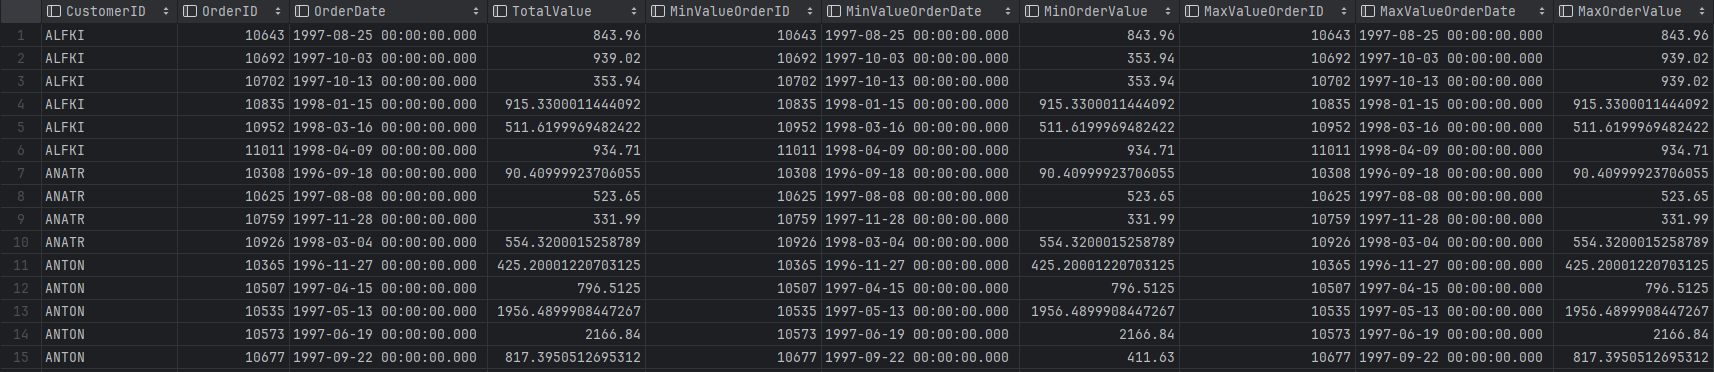 CustomerID OrderID OrderDate TotalValue MinValueOrderID MinValueOrderDate MinOrderValue MaxValueOrderID MaxValueOrderDate MaxOrderValue
1 ALFKI 10643 1997-08-25 00:00:00.000 843.96 10643 1997-08-25 00:00:00.000 843.96 10643 1997-08-25 00:00:00.000 843.96
2 ALFKI 10692 1997-10-03 00:00:00.000 939.02 10692 1997-10-03 00:00:00.000 353.94 10692 1997-10-03 00:00:00.000 939.02
3 ALFKI 10702 1997-10-13 00:00:00.000 353.94 10702 1997-10-13 00:00:00.000 353.94 10702 1997-10-13 00:00:00.000 939.02
4 ALFKI 10835 1998-01-15 00:00:00.000 915.3300011444092 10835 1998-01-15 00:00:00.000 915.3300011444092 10835 1998-01-15 00:00:00.000 915.3300011444092
5 ALFKI 10952 1998-03-16 00:00:00.000 511.6199969482422 10952 1998-03-16 00:00:00.000 511.6199969482422 10952 1998-03-16 00:00:00.000 511.6199969482422
6 ALFKI 11011 1998-04-09 00:00:00.000 934.71 11011 1998-04-09 00:00:00.000 934.71 11011 1998-04-09 00:00:00.000 934.71
7 ANATR 10308 1996-09-18 00:00:00.000 90.40999923706055 10308 1996-09-18 00:00:00.000 90.40999923706055 10308 1996-09-18 00:00:00.000 90.40999923706055
8 ANATR 10625 1997-08-08 00:00:00.000 523.65 10625 1997-08-08 00:00:00.000 523.65 10625 1997-08-08 00:00:00.000 523.65
9 ANATR 10759 1997-11-28 00:00:00.000 331.99 10759 1997-11-28 00:00:00.000 331.99 10759 1997-11-28 00:00:00.000 331.99
10 ANATR 10926 1998-03-04 00:00:00.000 554.3200015258789 10926 1998-03-04 00:00:00.000 554.3200015258789 10926 1998-03-04 00:00:00.000 554.3200015258789
11 ANTON 10365 1996-11-27 00:00:00.000 425.20001220703125 10365 1996-11-27 00:00:00.000 425.20001220703125 10365 1996-11-27 00:00:00.000 425.20001220703125
12 ANTON 10507 1997-04-15 00:00:00.000 796.5125 10507 1997-04-15 00:00:00.000 796.5125 10507 1997-04-15 00:00:00.000 796.5125
13 ANTON 10535 1997-05-13 00:00:00.000 1956.4899908447267 10535 1997-05-13 00:00:00.000 1956.4899908447267 10535 1997-05-13 00:00:00.000 1956.4899908447267
14 ANTON 10573 1997-06-19 00:00:00.000 2166.84 10573 1997-06-19 00:00:00.000 2166.84 10573 1997-06-19 00:00:00.000 2166.84
15 ANTON 10677 1997-09-22 00:00:00.000 817.3950512695312 10677 1997-09-22 00:00:00.000 411.63 10677 1997-09-22 00:00:00.000 817.3950512695312